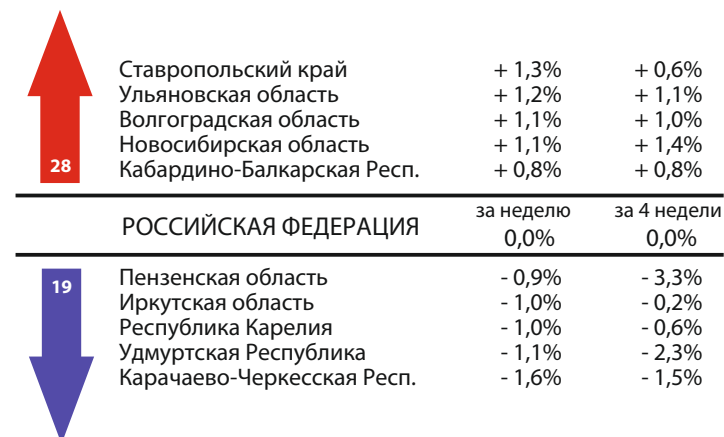 Ставропольский край + 1,3% + 0,6%
Ульяновская область + 1,2% + 1,1%
Волгоградская область + 1,1% + 1,0%
Новосибирская область + 1,1% + 1,4%
28 Кабардино-Балкарская Респ. + 0,8% + 0,8%
за неделю за 4 недели
РОССИЙСКАЯ ФЕДЕРАЦИЯ 0,0% 0,0%
19 Пензенская область - 0,9% - 3,3%
Иркутская область - 1,0% - 0,2%
Республика Карелия - 1,0% - 0,6%
Удмуртская Республика - 1,1% - 2,3%
Карачаево-Черкесская Респ. - 1,6% - 1,5%